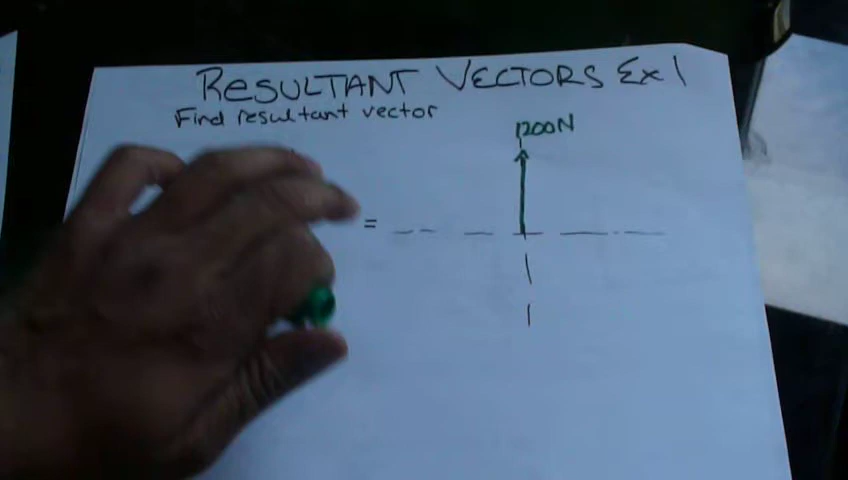 RESULTANT VECTORS Ex 1
Find resultant vector
1200N
=